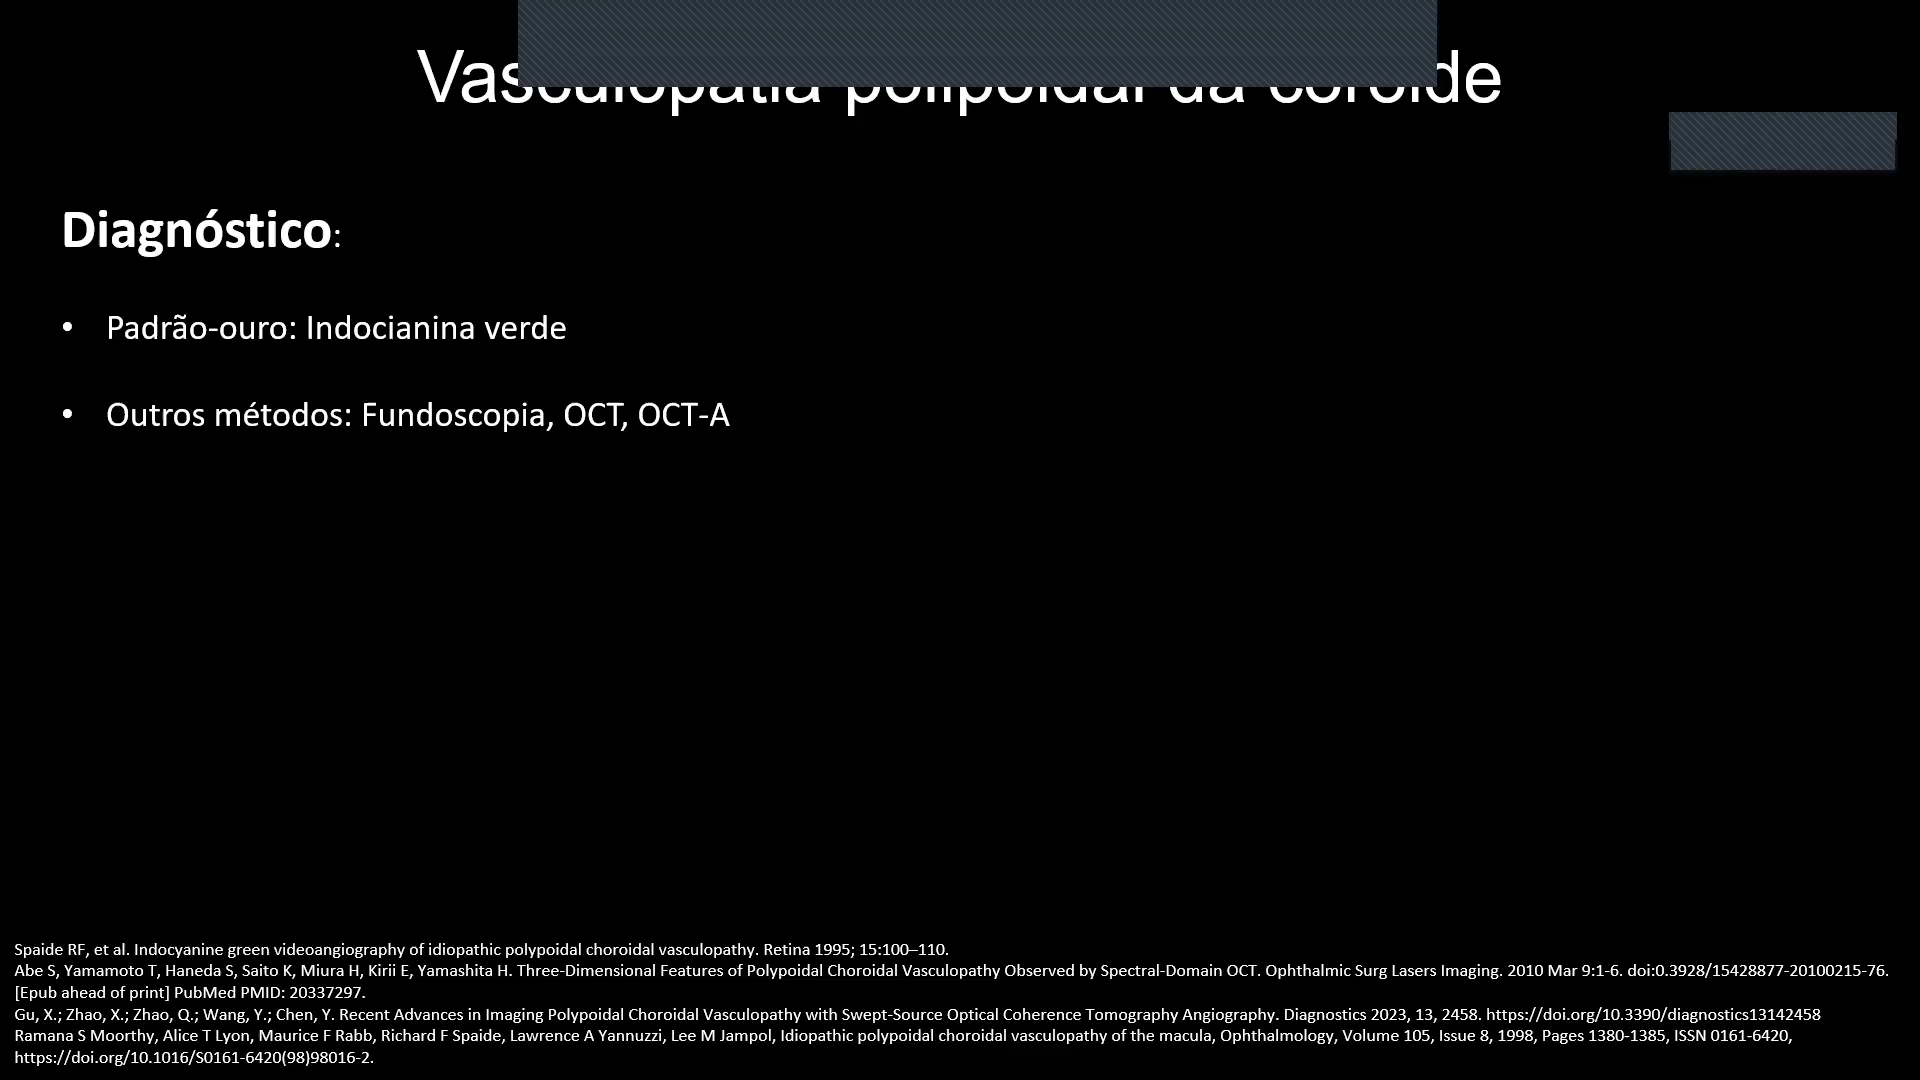 Vasculopatia polipoidal da coroide
Diagnóstico:
• Padrão-ouro: Indocianina verde
• Outros métodos: Fundoscopia, OCT, OCT-A
Spaide RF, et al. Indocyanine green videoangiography of idiopathic polypoidal choroidal vasculopathy. Retina 1995; 15:100–110.
Abe S, Yamamoto T, Haneda S, Saito K, Miura H, Kirii E, Yamashita H. Three-Dimensional Features of Polypoidal Choroidal Vasculopathy Observed by Spectral-Domain OCT. Ophthalmic Surg Lasers Imaging. 2010 Mar 9:1-6. doi:0.3928/15428877-20100215-76.
[Epub ahead of print] PubMed PMID: 20337297.
Gu, X.; Zhao, X.; Zhao, Q.; Wang, Y.; Chen, Y. Recent Advances in Imaging Polypoidal Choroidal Vasculopathy with Swept-Source Optical Coherence Tomography Angiography. Diagnostics 2023, 13, 2458. https://doi.org/10.3390/diagnostics13142458
Ramana S Moorthy, Alice T Lyon, Maurice F Rabb, Richard F Spaide, Lawrence A Yannuzzi, Lee M Jampol, Idiopathic polypoidal choroidal vasculopathy of the macula, Ophthalmology, Volume 105, Issue 8, 1998, Pages 1380-1385, ISSN 0161-6420,
https://doi.org/10.1016/S0161-6420(98)98016-2.